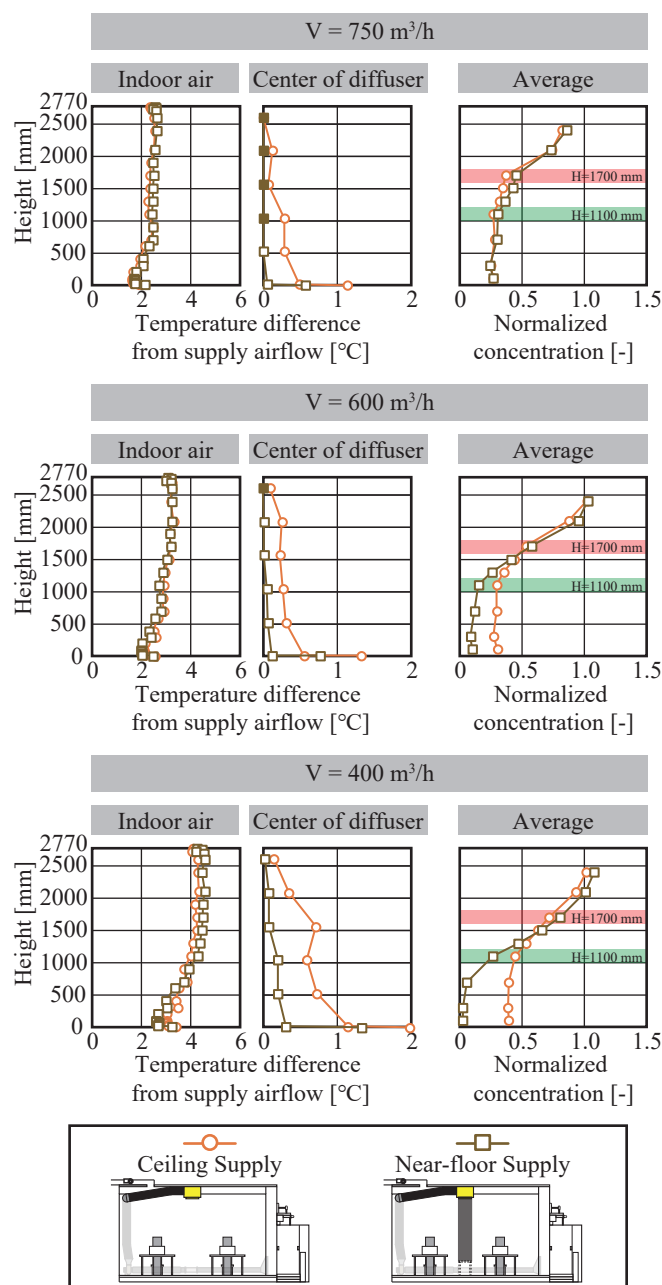 V = 750 m³/h
Indoor air
Center of diffuser
Average
Height [mm]
2770
2500
2000
1500
1000
500
0
H=1700 mm
H=1100 mm
0 2 4 6
0 1 2
0 0.5 1.0 1.5
Temperature difference
from supply airflow [°C]
Normalized
concentration [-]
V = 600 m³/h
Indoor air
Center of diffuser
Average
Height [mm]
2770
2500
2000
1500
1000
500
0
H=1700 mm
H=1100 mm
0 2 4 6
0 1 2
0 0.5 1.0 1.5
Temperature difference
from supply airflow [°C]
Normalized
concentration [-]
V = 400 m³/h
Indoor air
Center of diffuser
Average
Height [mm]
2770
2500
2000
1500
1000
500
0
H=1700 mm
H=1100 mm
0 2 4 6
0 1 2
0 0.5 1.0 1.5
Temperature difference
from supply airflow [°C]
Normalized
concentration [-]
Ceiling Supply
Near-floor Supply